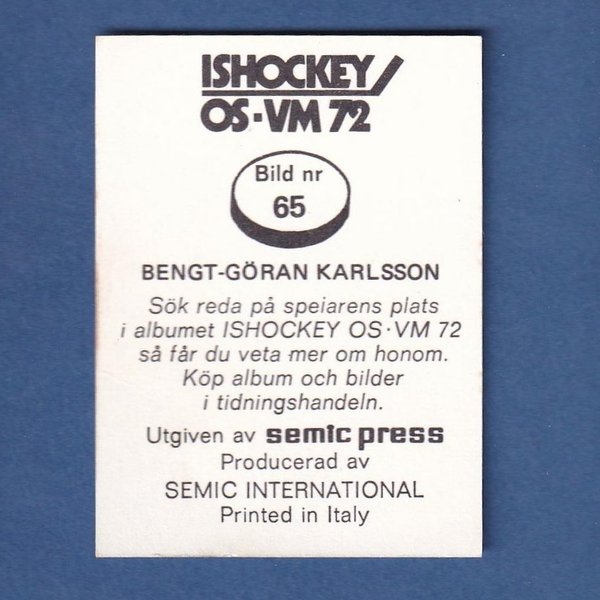 ISHOCKEY/
OS·VM 72
Bild nr
65
BENGT-GÖRAN KARLSSON
Sök reda på speiarens plats
i albumet ISHOCKEY OS·VM 72
så får du veta mer om honom.
Köp album och bilder
i tidningshandeln.
Utgiven av semic press
Producerad av
SEMIC INTERNATIONAL
Printed in Italy